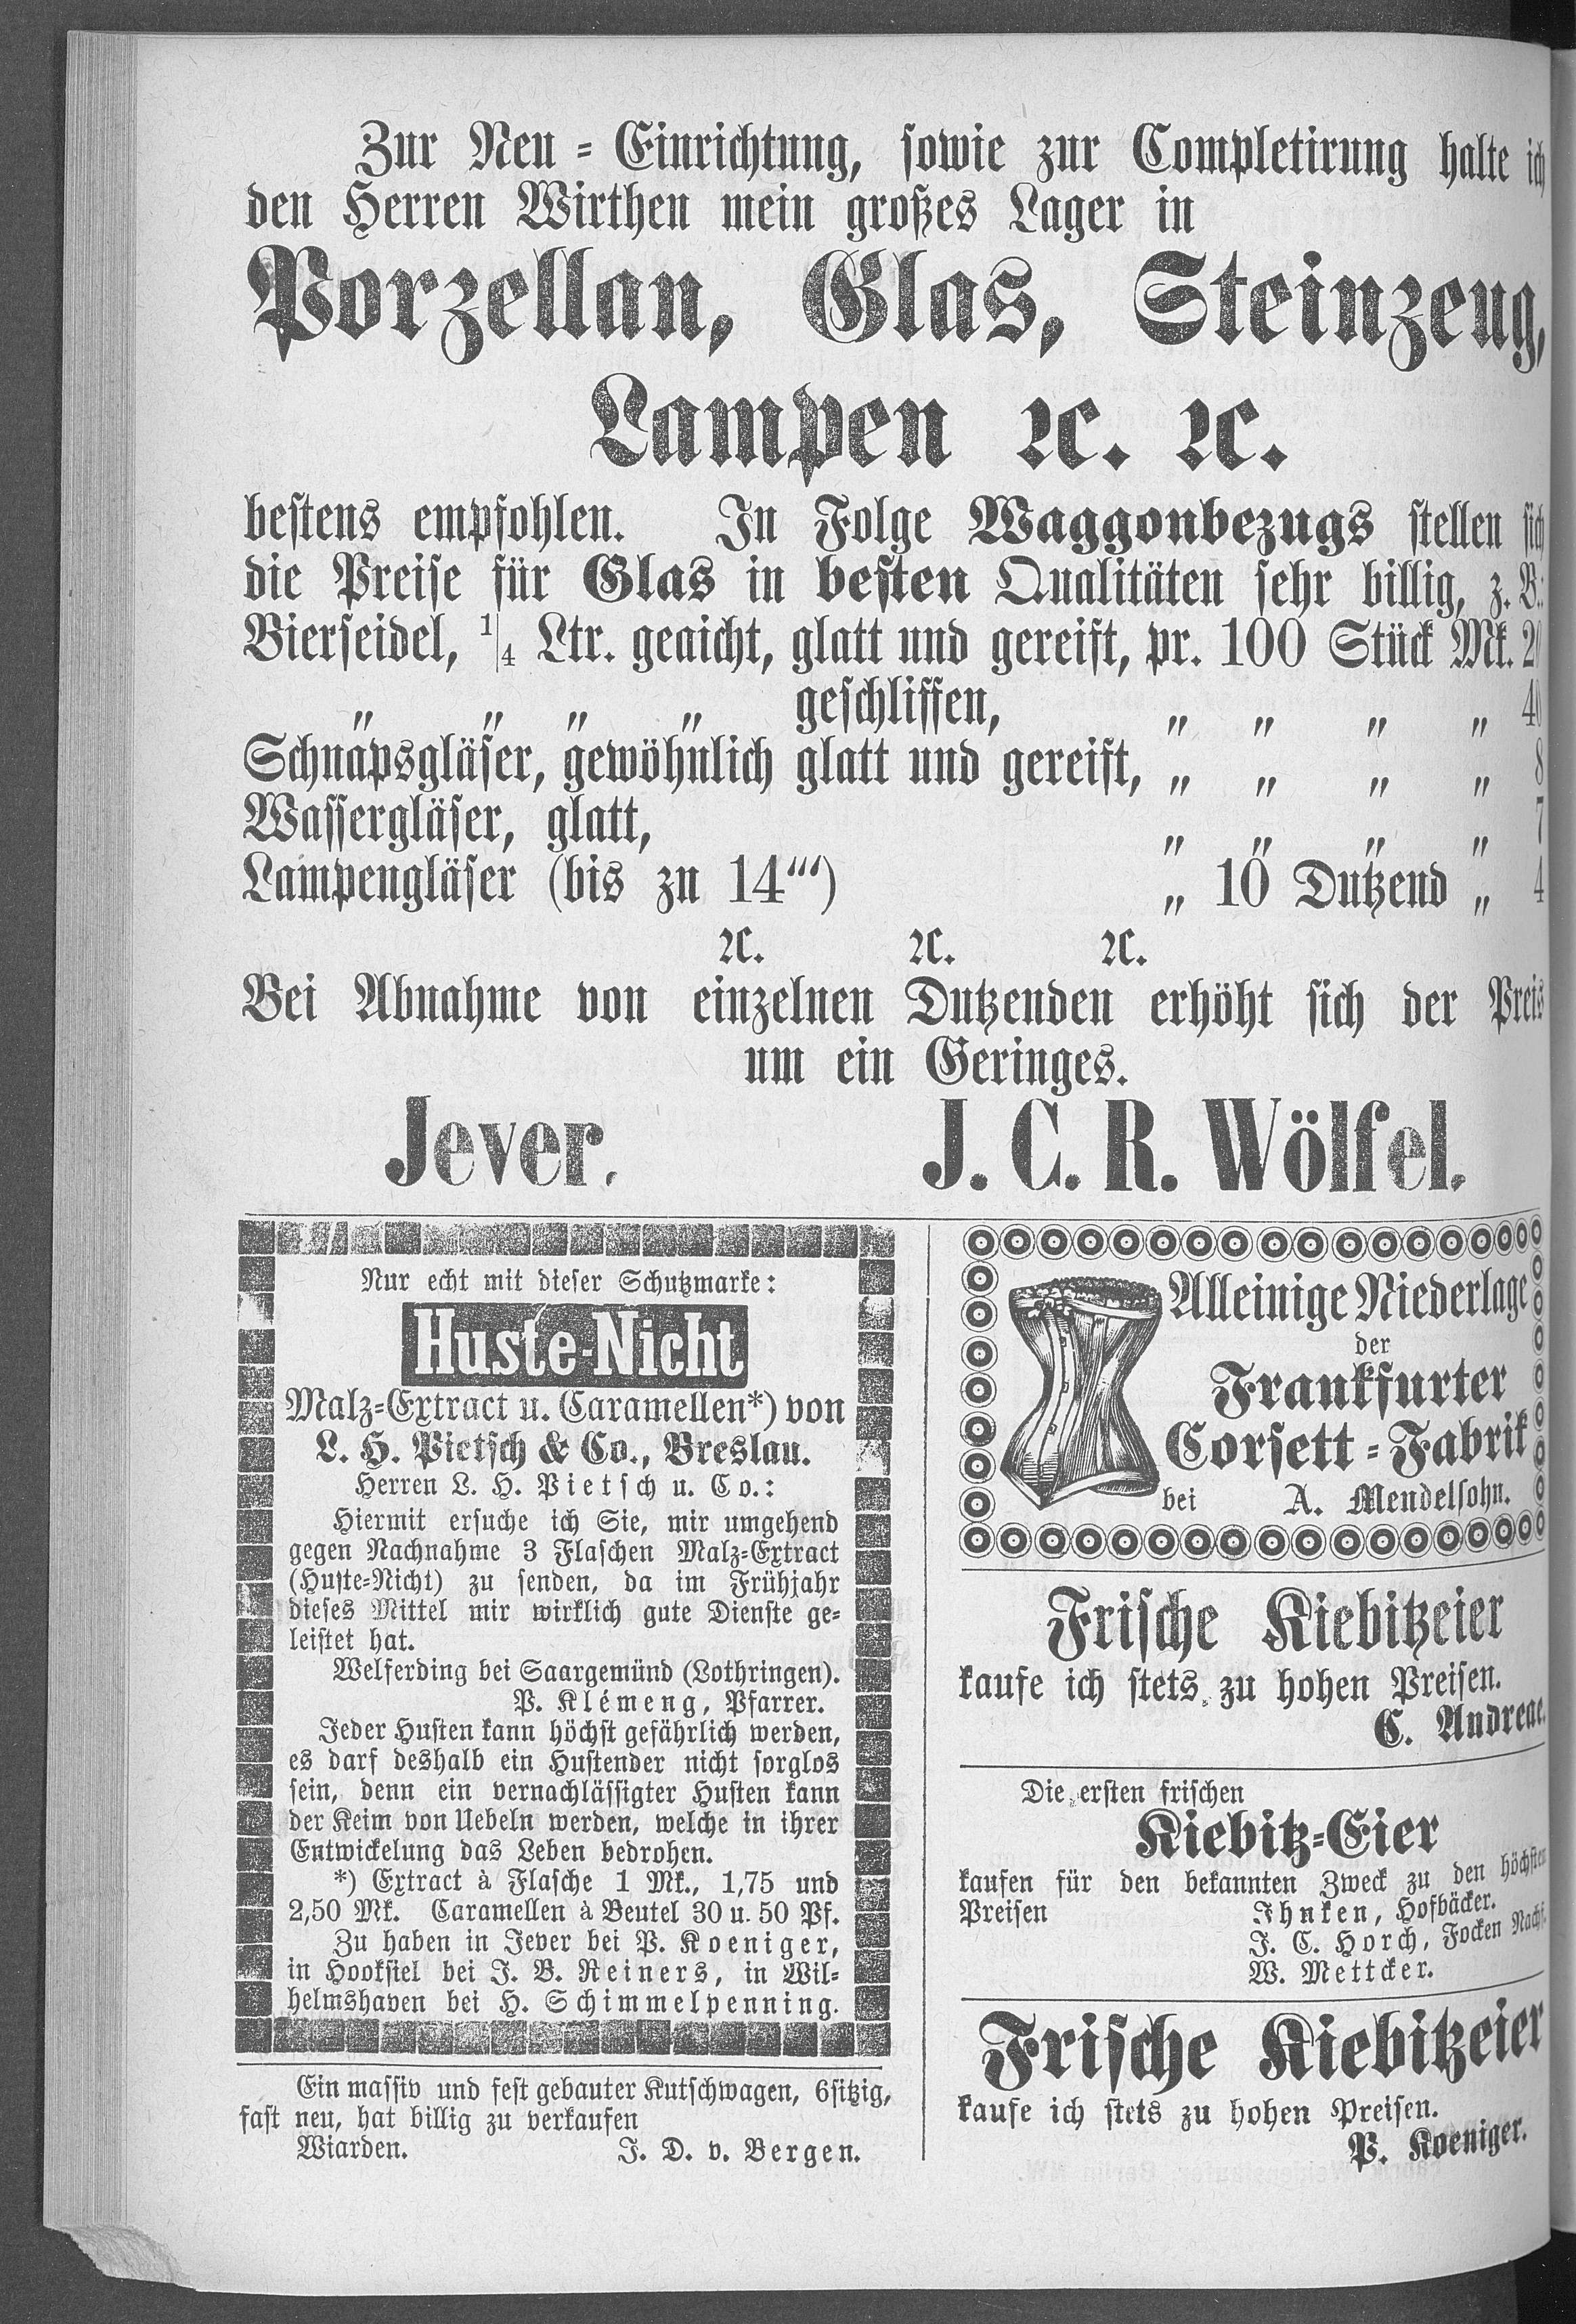 Zur Neu = Einrichtung, sowie zur Completirung halte ich
den Herren Wirthen mein großes Lager in
Porzellan, Glas, Steinzeug,
Lampen ꝛc. ꝛc.
bestens empfohlen. In Folge Waggonbezugs stellen sich
die Preise für Glas in besten Qualitäten sehr billig, z. B.:
Bierseidel, 1/4 Ltr. geaicht, glatt und gereift, pr. 100 Stück Mk. 20
„ „ „ „ geschliffen, „ „ „ „ 40
Schnapsgläser, gewöhnlich glatt und gereift, „ „ „ „ 8
Wassergläser, glatt, „ „ „ „ 7
Lampengläser (bis zu 14‴) „ 10 Dutzend „ 4
ꝛc. ꝛc. ꝛc.
Bei Abnahme von einzelnen Dutzenden erhöht sich der Preis
um ein Geringes.
Jever. J. C. R. Wölfel.
Nur echt mit dieser Schutzmarke:
Huste-Nicht
Malz=Extract u. Caramellen*) von
L. H. Pietsch & Co., Breslau.
Herren L. H. Pietsch u. Co.:
Hiermit ersuche ich Sie, mir umgehend
gegen Nachnahme 3 Flaschen Malz=Extract
(Huste=Nicht) zu senden, da im Frühjahr
dieses Mittel mir wirklich gute Dienste ge=
leistet hat.
Welferding bei Saargemünd (Lothringen).
P. Klémeng, Pfarrer.
Jeder Husten kann höchst gefährlich werden,
es darf deshalb ein Hustender nicht sorglos
sein, denn ein vernachlässigter Husten kann
der Keim von Uebeln werden, welche in ihrer
Entwickelung das Leben bedrohen.
*) Extract à Flasche 1 Mk., 1,75 und
2,50 Mk. Caramellen à Beutel 30 u. 50 Pf.
Zu haben in Jever bei P. Koeniger,
in Hooksiel bei J. B. Reiners, in Wil=
helmshaven bei H. Schimmelpenning.
Ein massiv und fest gebauter Kutschwagen, 6sitzig,
fast neu, hat billig zu verkaufen
Wiarden. J. D. v. Bergen.
Alleinige Niederlage
der
Frankfurter
Corsett = Fabrik
bei A. Mendelsohn.
Frische Kiebitzeier
kaufe ich stets zu hohen Preisen.
C. Andreae.
Die ersten frischen
Kiebitz=Eier
kaufen für den bekannten Zweck zu den höchsten
Preisen Ihnken, Hofbäcker.
J. C. Horch, Focken Nachf.
W. Mettcker.
Frische Kiebitzeier
kaufe ich stets zu hohen Preisen.
P. Koeniger.